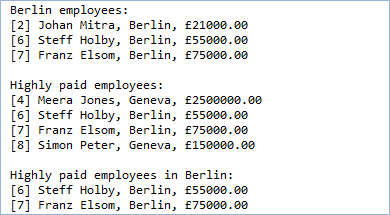 Berlin employees:
[2] Johan Mitra, Berlin, £21000.00
[6] Steff Holby, Berlin, £55000.00
[7] Franz Elsom, Berlin, £75000.00
Highly paid employees:
[4] Meera Jones, Geneva, £2500000.00
[6] Steff Holby, Berlin, £55000.00
[7] Franz Elsom, Berlin, £75000.00
[8] Simon Peter, Geneva, £150000.00
Highly paid employees in Berlin:
[6] Steff Holby, Berlin, £55000.00
[7] Franz Elsom, Berlin, £75000.00